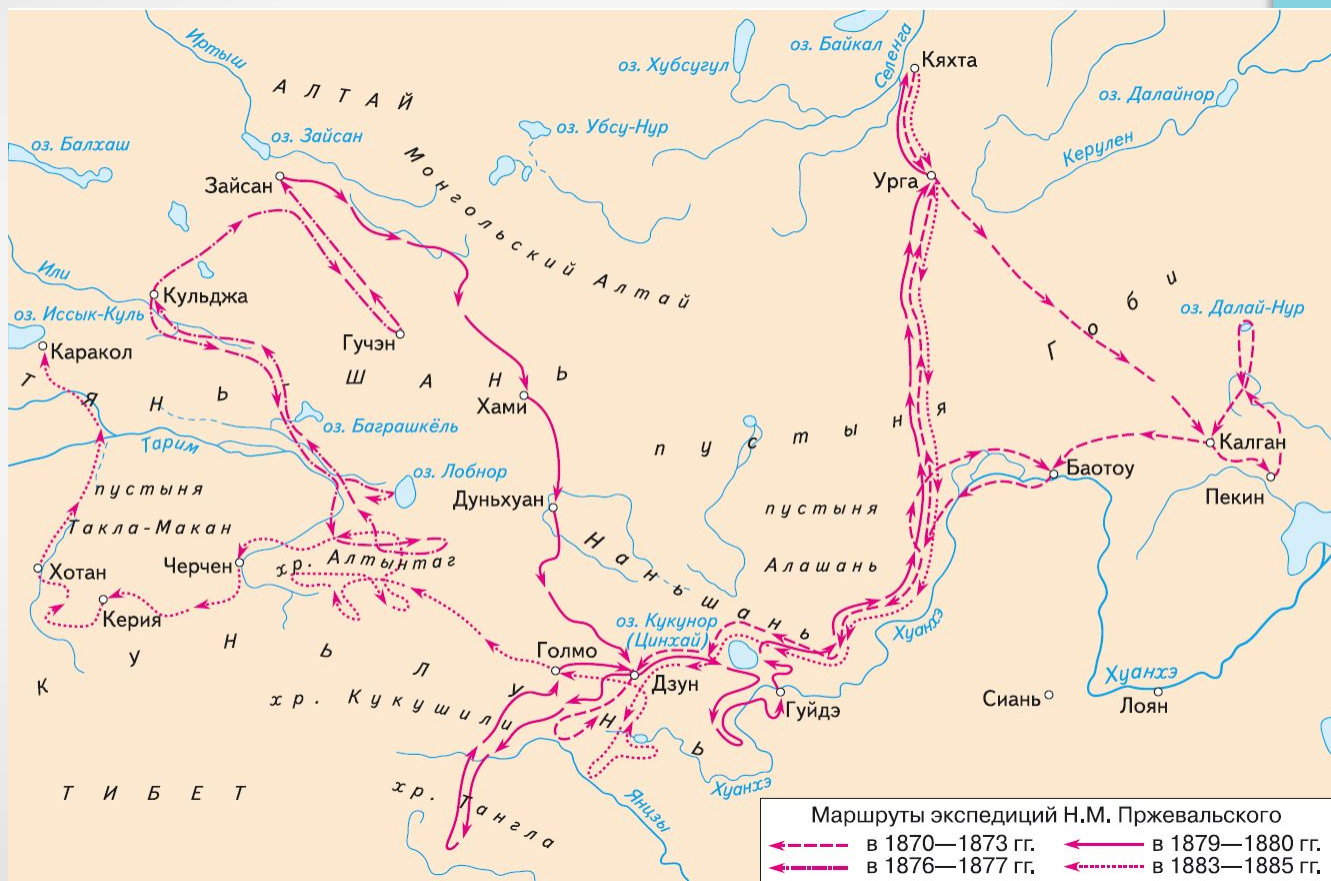 Иртыш
оз. Байкал
оз. Хубсугул
Селенга
Кяхта
АЛТАЙ
оз. Далайнор
оз. Зайсан
оз. Убсу-Нур
оз. Балхаш
Керулен
Зайсан
Монгольский Алтай
Урга
Или
Кульджа
оз. Иссык-Куль
Каракол
Гучэн
Гоби
оз. Далай-Нур
ТЯНЬ-ШАНЬ
Хами
оз. Баграшкёль
Тарим
пустыня
Калган
оз. Лобнор
Баотоу
Пекин
пустыня
Такла-Макан
Дуньхуан
пустыня
Алашань
Хотан
Черчен
хр. Алтынтаг
Наньшань
Керия
оз. Кукунор
(Цинхай)
Хуанхэ
КУНЬЛУНЬ
Голмо
Дзун
Гуйдэ
хр. Кукушили
Сиань
Хуанхэ
Лоян
ТИБЕТ
хр. Тангла
Янцзы
Хуанхэ
Маршруты экспедиций Н.М. Пржевальского
в 1870—1873 гг.
в 1879—1880 гг.
в 1876—1877 гг.
в 1883—1885 гг.